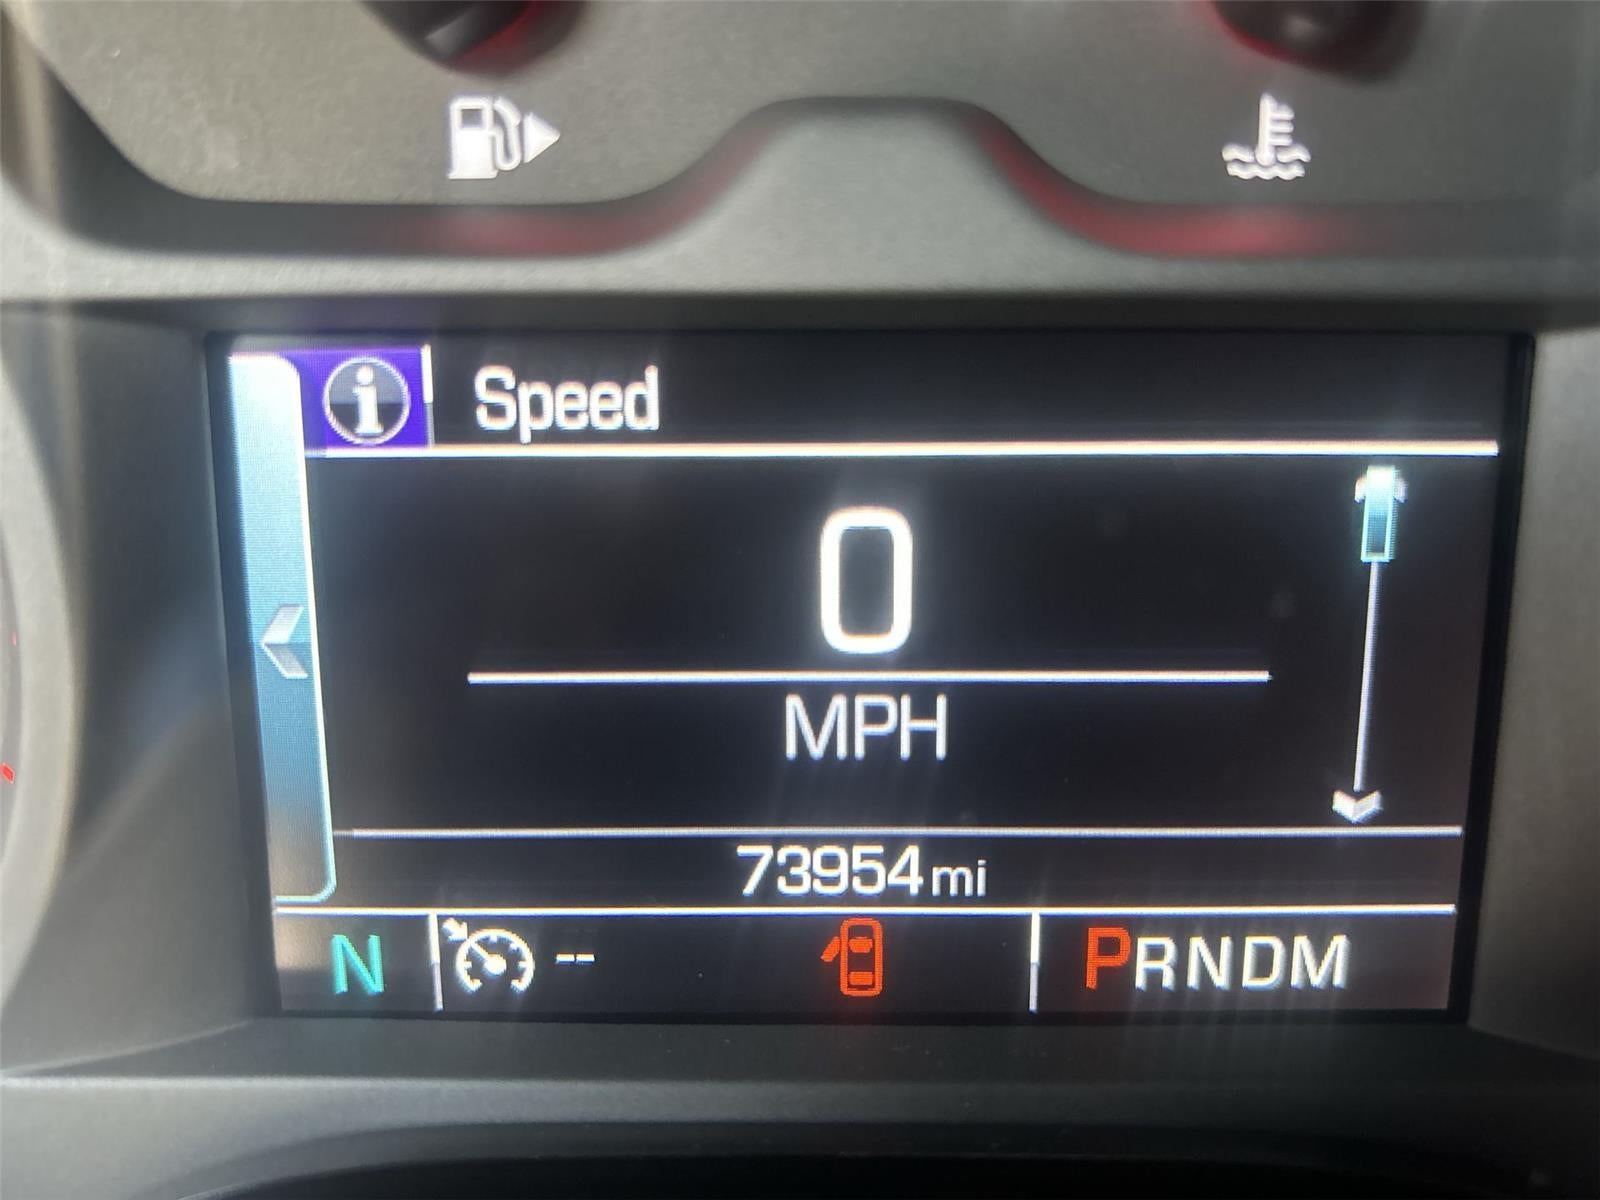 Speed
0
MPH
73954 mi
N -- PRNDM